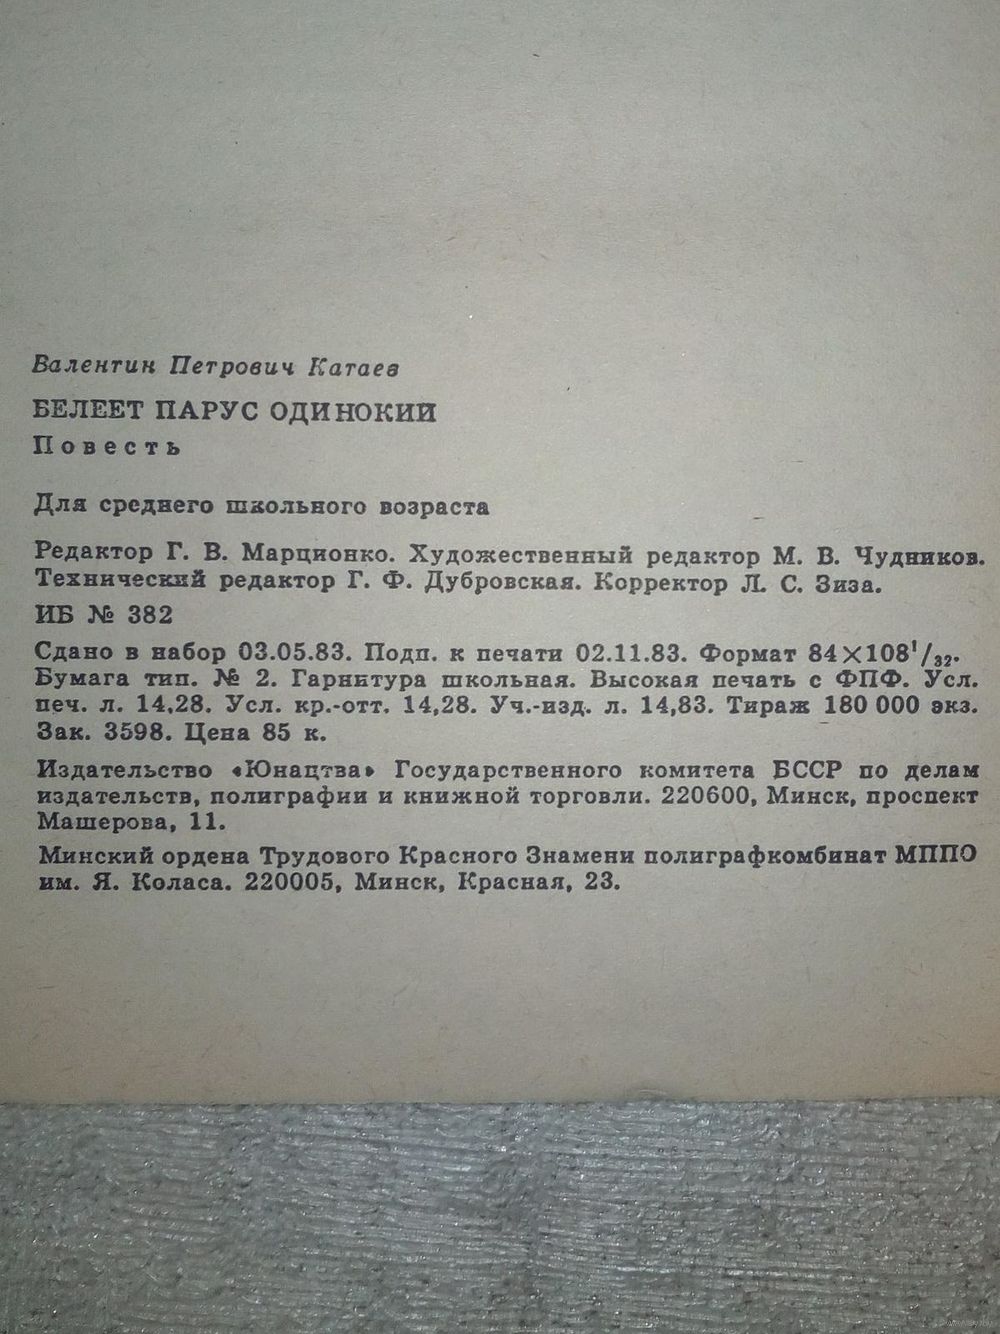 Валентин Петрович Катаев
БЕЛЕЕТ ПАРУС ОДИНОКИЙ
Повесть
Для среднего школьного возраста
Редактор Г. В. Марционко. Художественный редактор М. В. Чудников.
Технический редактор Г. Ф. Дубровская. Корректор Л. С. Зиза.
ИБ № 382
Сдано в набор 03.05.83. Подп. к печати 02.11.83. Формат 84×108¹/₃₂.
Бумага тип. № 2. Гарнитура школьная. Высокая печать с ФПФ. Усл.
печ. л. 14,28. Усл. кр.-отт. 14,28. Уч.-изд. л. 14,83. Тираж 180 000 экз.
Зак. 3598. Цена 85 к.
Издательство «Юнацтва» Государственного комитета БССР по делам
издательств, полиграфии и книжной торговли. 220600, Минск, проспект
Машерова, 11.
Минский ордена Трудового Красного Знамени полиграфкомбинат МППО
им. Я. Коласа. 220005, Минск, Красная, 23.